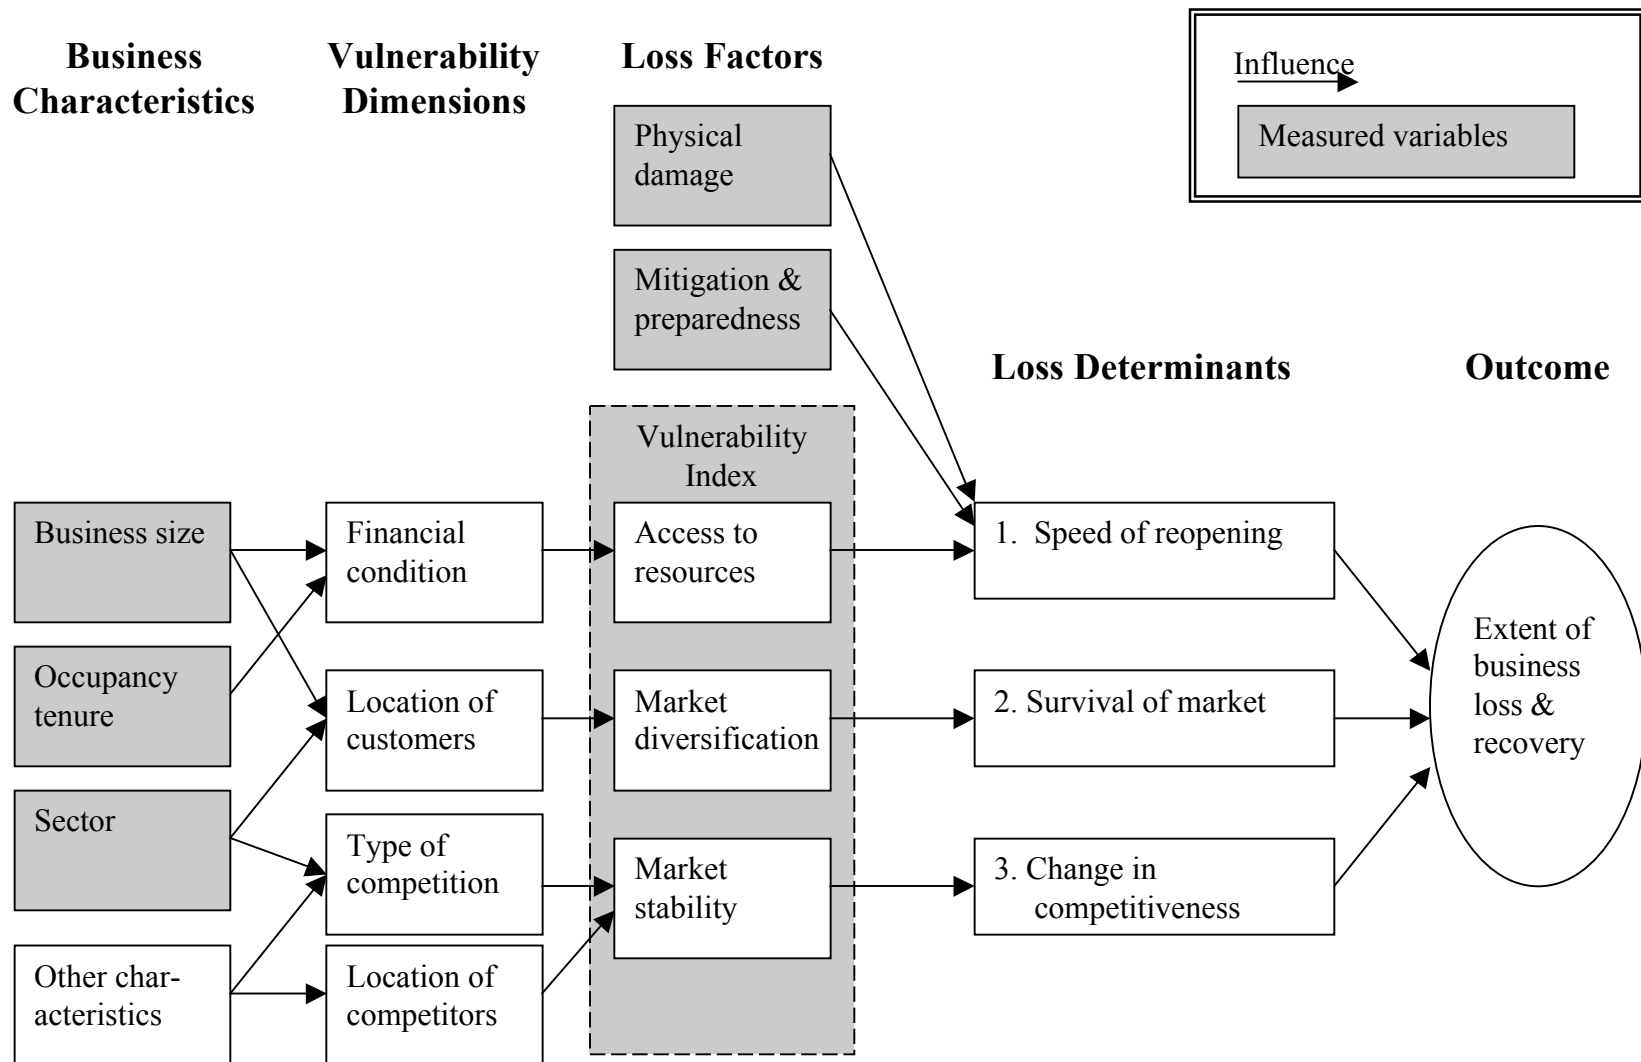 Business
Characteristics
Vulnerability
Dimensions
Loss Factors
Influence
Measured variables
Physical
damage
Mitigation &
preparedness
Loss Determinants
Outcome
Vulnerability
Index
Business size
Financial
condition
Access to
resources
1. Speed of reopening
Occupancy
tenure
Location of
customers
Market
diversification
2. Survival of market
Extent of
business
loss &
recovery
Sector
Type of
competition
Market
stability
3. Change in
competitiveness
Other char-
acteristics
Location of
competitors